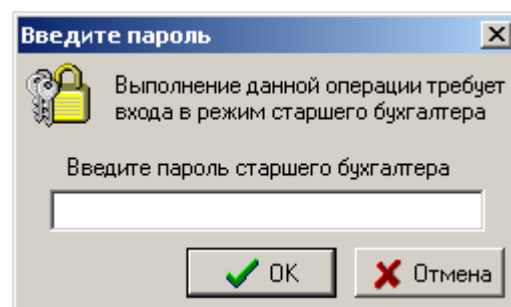 Введите пароль
Выполнение данной операции требует
входа в режим старшего бухгалтера
Введите пароль старшего бухгалтера
OK
Отмена